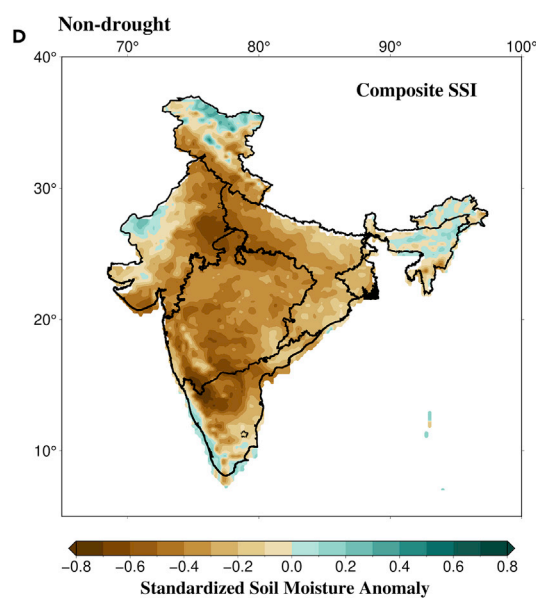 D
Non-drought
70° 80° 90° 100°
40°
Composite SSI
30°
20°
10°
−0.8 −0.6 −0.4 −0.2 0.0 0.2 0.4 0.6 0.8
Standardized Soil Moisture Anomaly